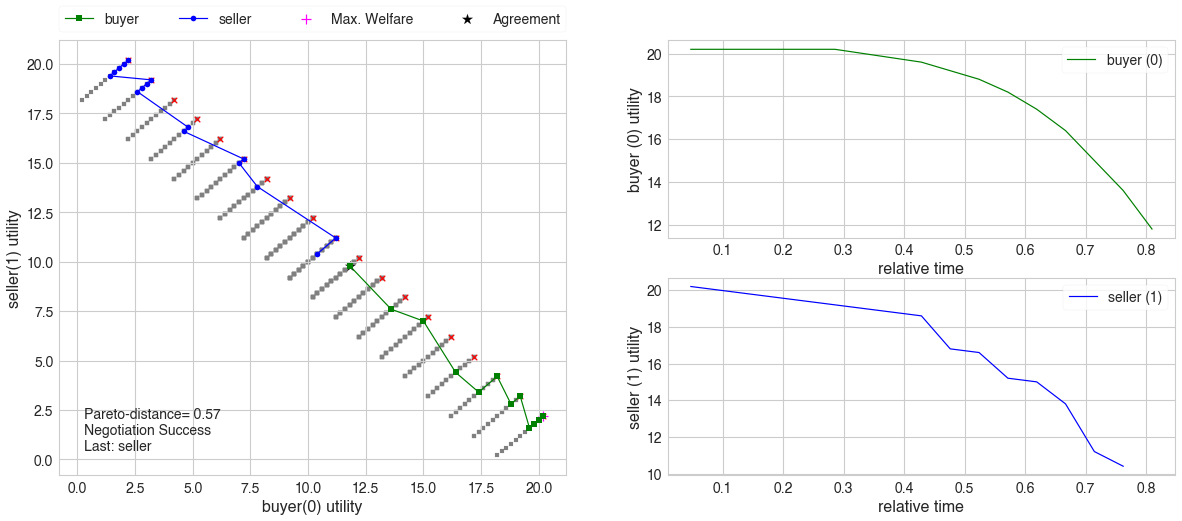 buyer seller Max. Welfare Agreement
20.0
17.5
15.0
12.5
10.0
7.5
5.0
2.5
0.0
seller(1) utility
Pareto-distance= 0.57
Negotiation Success
Last: seller
0.0 2.5 5.0 7.5 10.0 12.5 15.0 17.5 20.0
buyer(0) utility
buyer (0)
20
18
16
14
12
buyer (0) utility
0.1 0.2 0.3 0.4 0.5 0.6 0.7 0.8
relative time
seller (1)
20
18
16
14
12
10
seller (1) utility
0.1 0.2 0.3 0.4 0.5 0.6 0.7 0.8
relative time